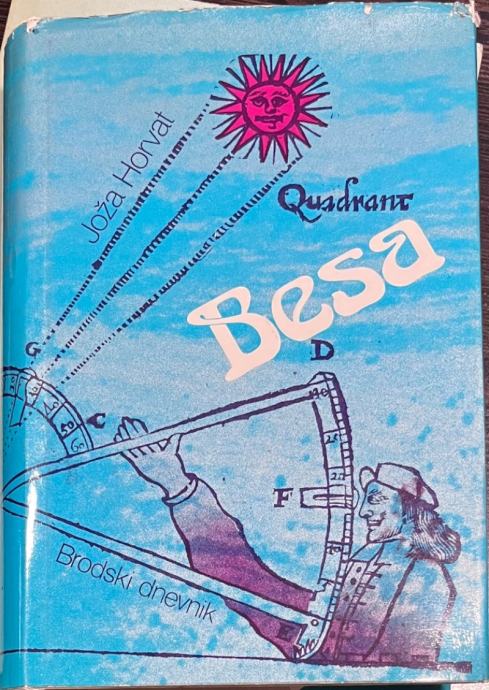 Joža Horvat
Quadrant
Besa
G
D
C
F
E
Brodski dnevnik